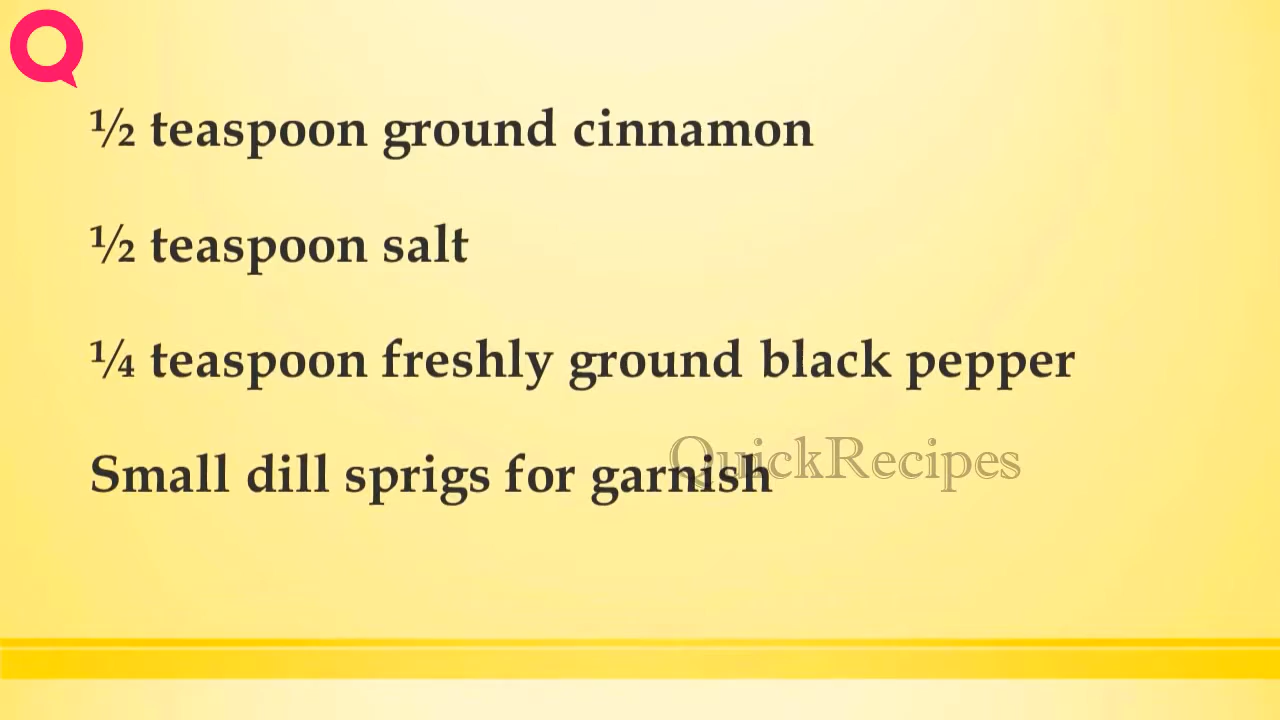 ½ teaspoon ground cinnamon
½ teaspoon salt
¼ teaspoon freshly ground black pepper
Small dill sprigs for garnish
QuickRecipes